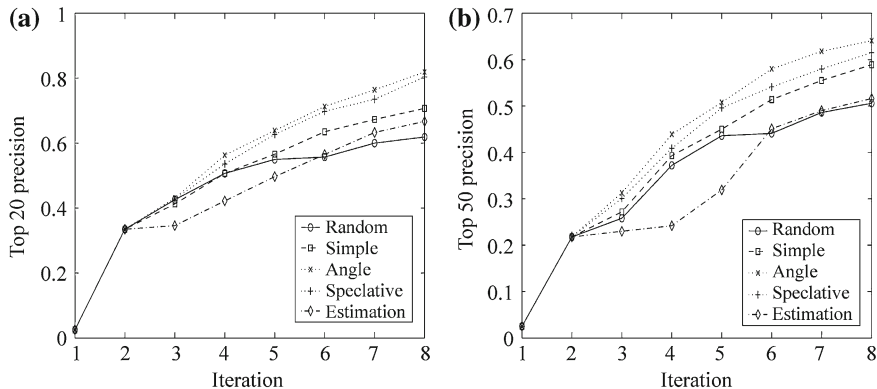 (a)
1
0.8
0.6
0.4
0.2
0
Top 20 precision
1 2 3 4 5 6 7 8
Iteration
Random
Simple
Angle
Speclative
Estimation
(b)
0.7
0.6
0.5
0.4
0.3
0.2
0.1
0
Top 50 precision
1 2 3 4 5 6 7 8
Iteration
Random
Simple
Angle
Speclative
Estimation